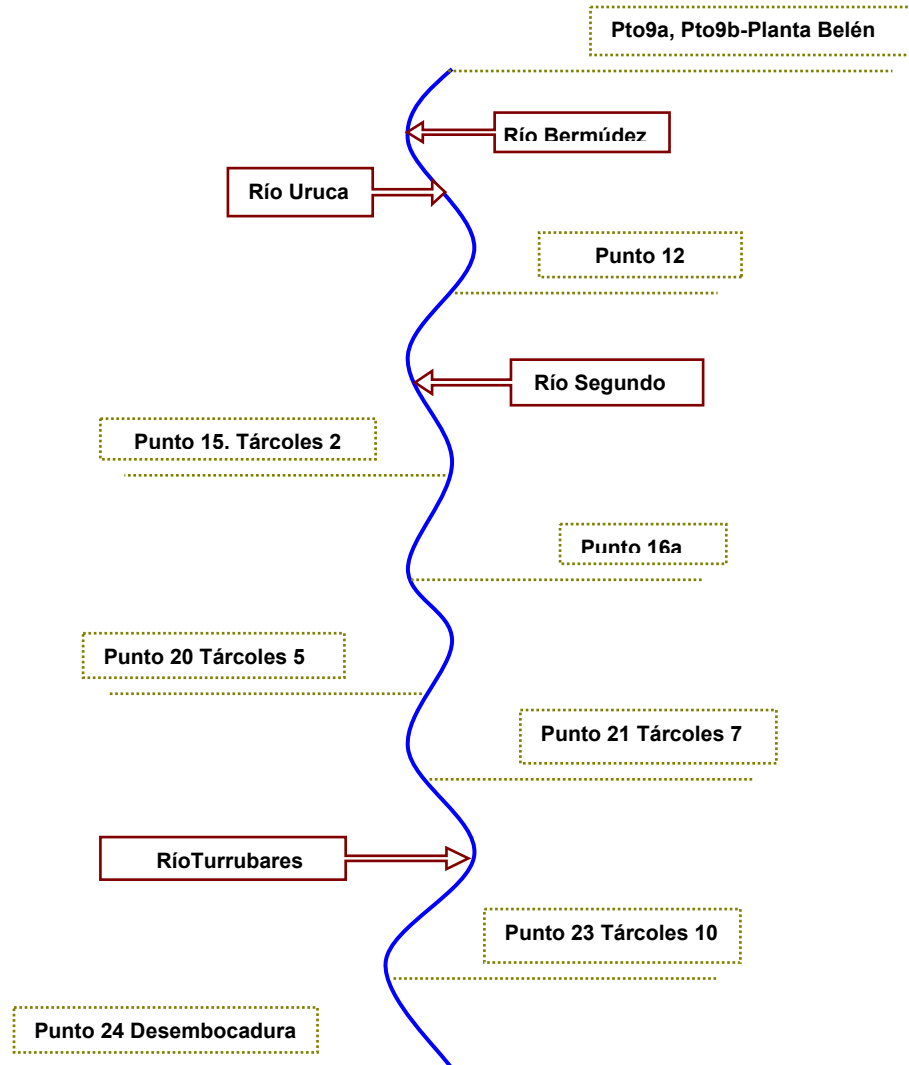 Pto9a, Pto9b-Planta Belén
Río Bermúdez
Río Uruca
Punto 12
Río Segundo
Punto 15. Tárcoles 2
Punto 16a
Punto 20 Tárcoles 5
Punto 21 Tárcoles 7
RíoTurrubares
Punto 23 Tárcoles 10
Punto 24 Desembocadura